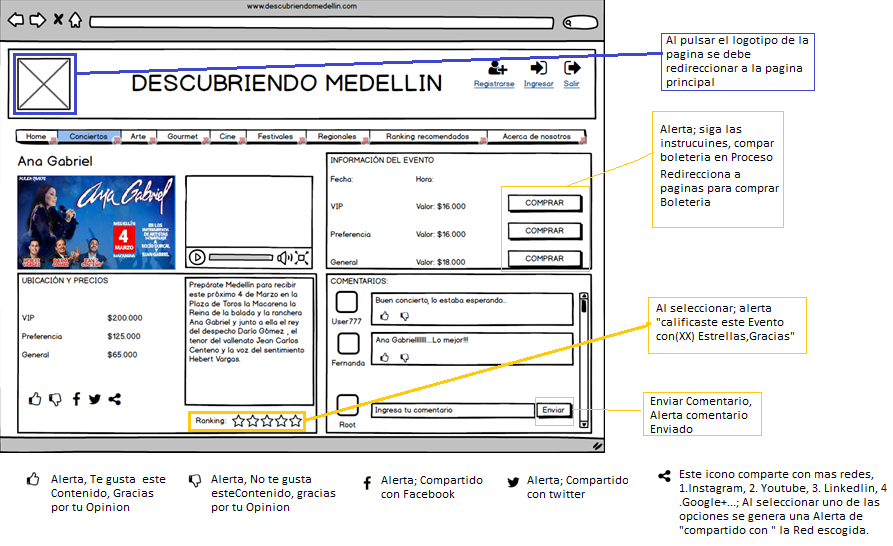 www.descubriendomedellin.com
DESCUBRIENDO MEDELLIN
Registrarse
Ingresar
Salir
Home
Conciertos
Arte
Gourmet
Cine
Festivales
Regionales
Ranking recomendados
Acerca de nosotros
Al pulsar el logotipo de la
pagina se debe
redireccionar a la pagina
principal
Ana Gabriel
Ana Gabriel
MEDELLÍN
4
MARZO
INFORMACIÓN DEL EVENTO
Fecha:
Hora:
VIP
Valor: $16.000
COMPRAR
Preferencia
Valor: $16.000
COMPRAR
General
Valor: $18.000
COMPRAR
Alerta; siga las
instrucuines, compar
boleteria en Proceso
Redirecciona a
paginas para comprar
Boleteria
UBICACIÓN Y PRECIOS
VIP
$200.000
Preferencia
$125.000
General
$65.000
Prepárate Medellín para recibir
este próximo 4 de Marzo en la
Plaza de Toros la Macarena la
Reina de la balada y la ranchera
Ana Gabriel y junto a ella el rey
del despecho Darío Gómez , el
tenor del vallenato Jean Carlos
Centeno y la voz del sentimiento
Hebert Vargas.
Ranking:
COMENTARIOS:
User777
Buen concierto, lo estaba esperando..
Fernanda
Ana Gabrielllllll....Lo mejor!!!
Root
Ingresa tu comentario
Enviar
Al seleccionar; alerta
"calificaste este Evento
con(XX) Estrellas,Gracias"
Enviar Comentario,
Alerta comentario
Enviado
Alerta, Te gusta este
Contenido, Gracias
por tu Opinion
Alerta, No te gusta
esteContenido, gracias
por tu Opinion
Alerta; Compartido
con Facebook
Alerta; Compartido
con twitter
Este icono comparte con mas redes,
1.Instagram, 2. Youtube, 3. Linkedlin, 4
.Google+...; Al seleccionar uno de las
opciones se genera una Alerta de
"compartido con " la Red escogida.